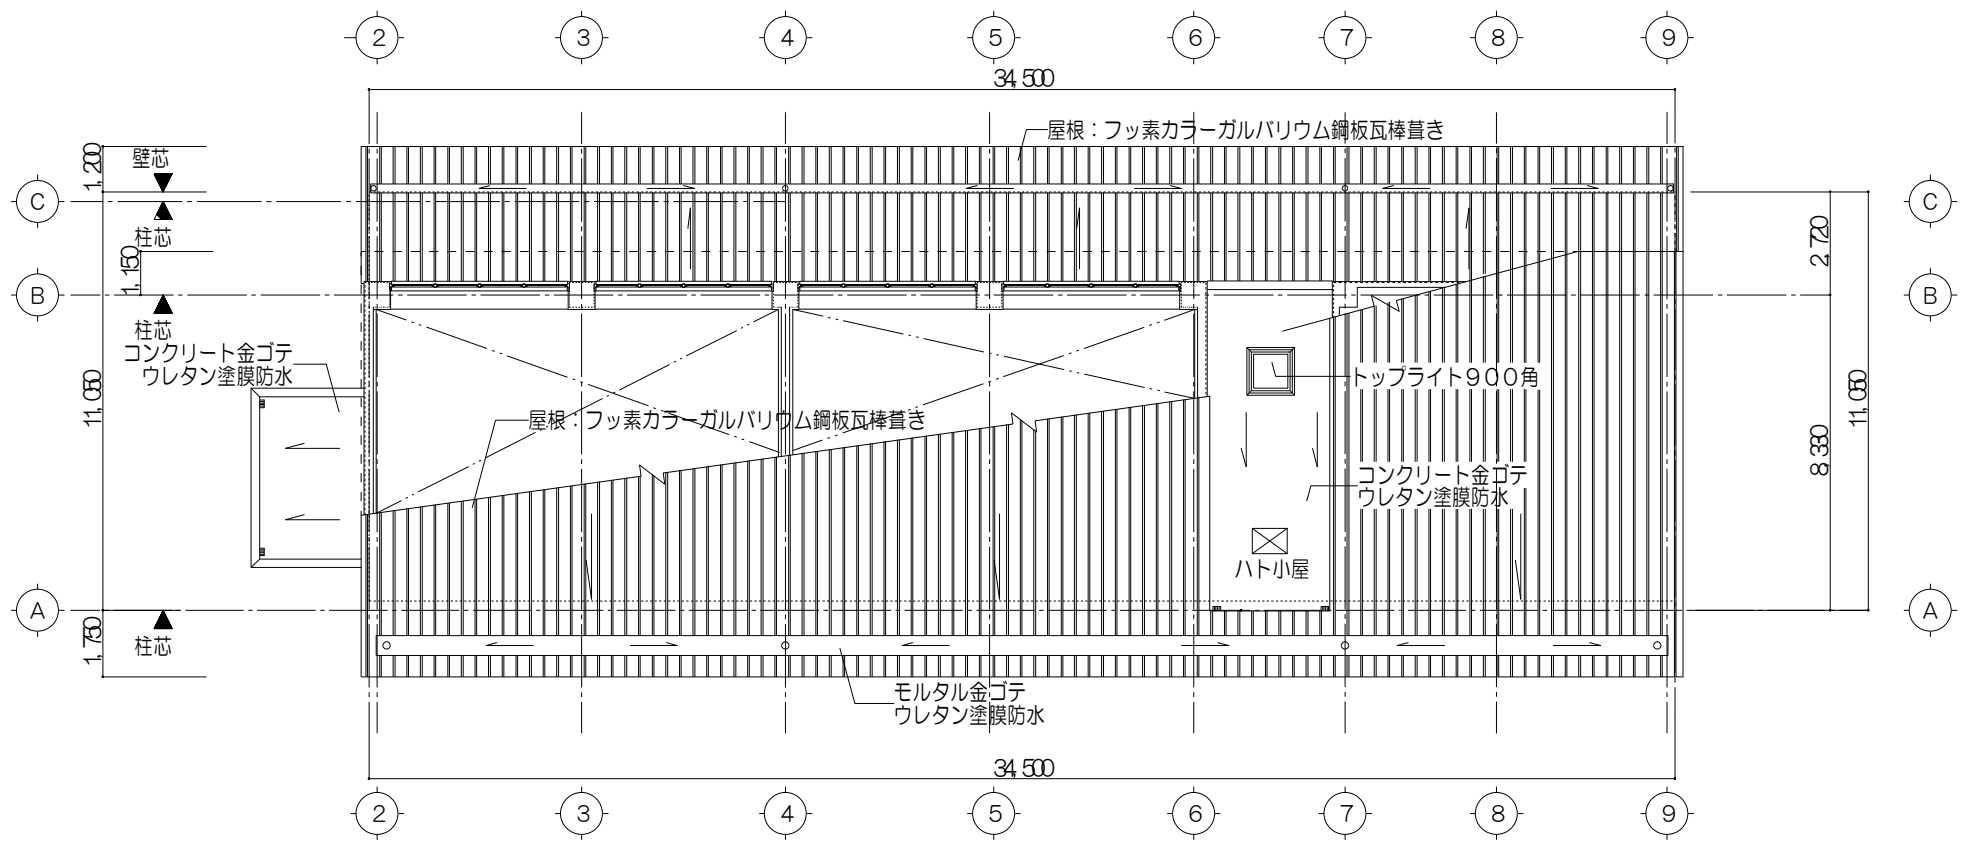 2 3 4 5 6 7 8 9
34,500
屋根：フッ素カラーガルバリウム鋼板瓦棒葺き
1,200
壁芯
C
C
柱芯
2,720
1,150
B
B
柱芯
コンクリート金ゴテ
ウレタン塗膜防水
トップライト９００角
11,050
11,050
屋根：フッ素カラーガルバリウム鋼板瓦棒葺き
8,330
コンクリート金ゴテ
ウレタン塗膜防水
ハト小屋
A
A
1,750
柱芯
モルタル金ゴテ
ウレタン塗膜防水
34,500
2 3 4 5 6 7 8 9